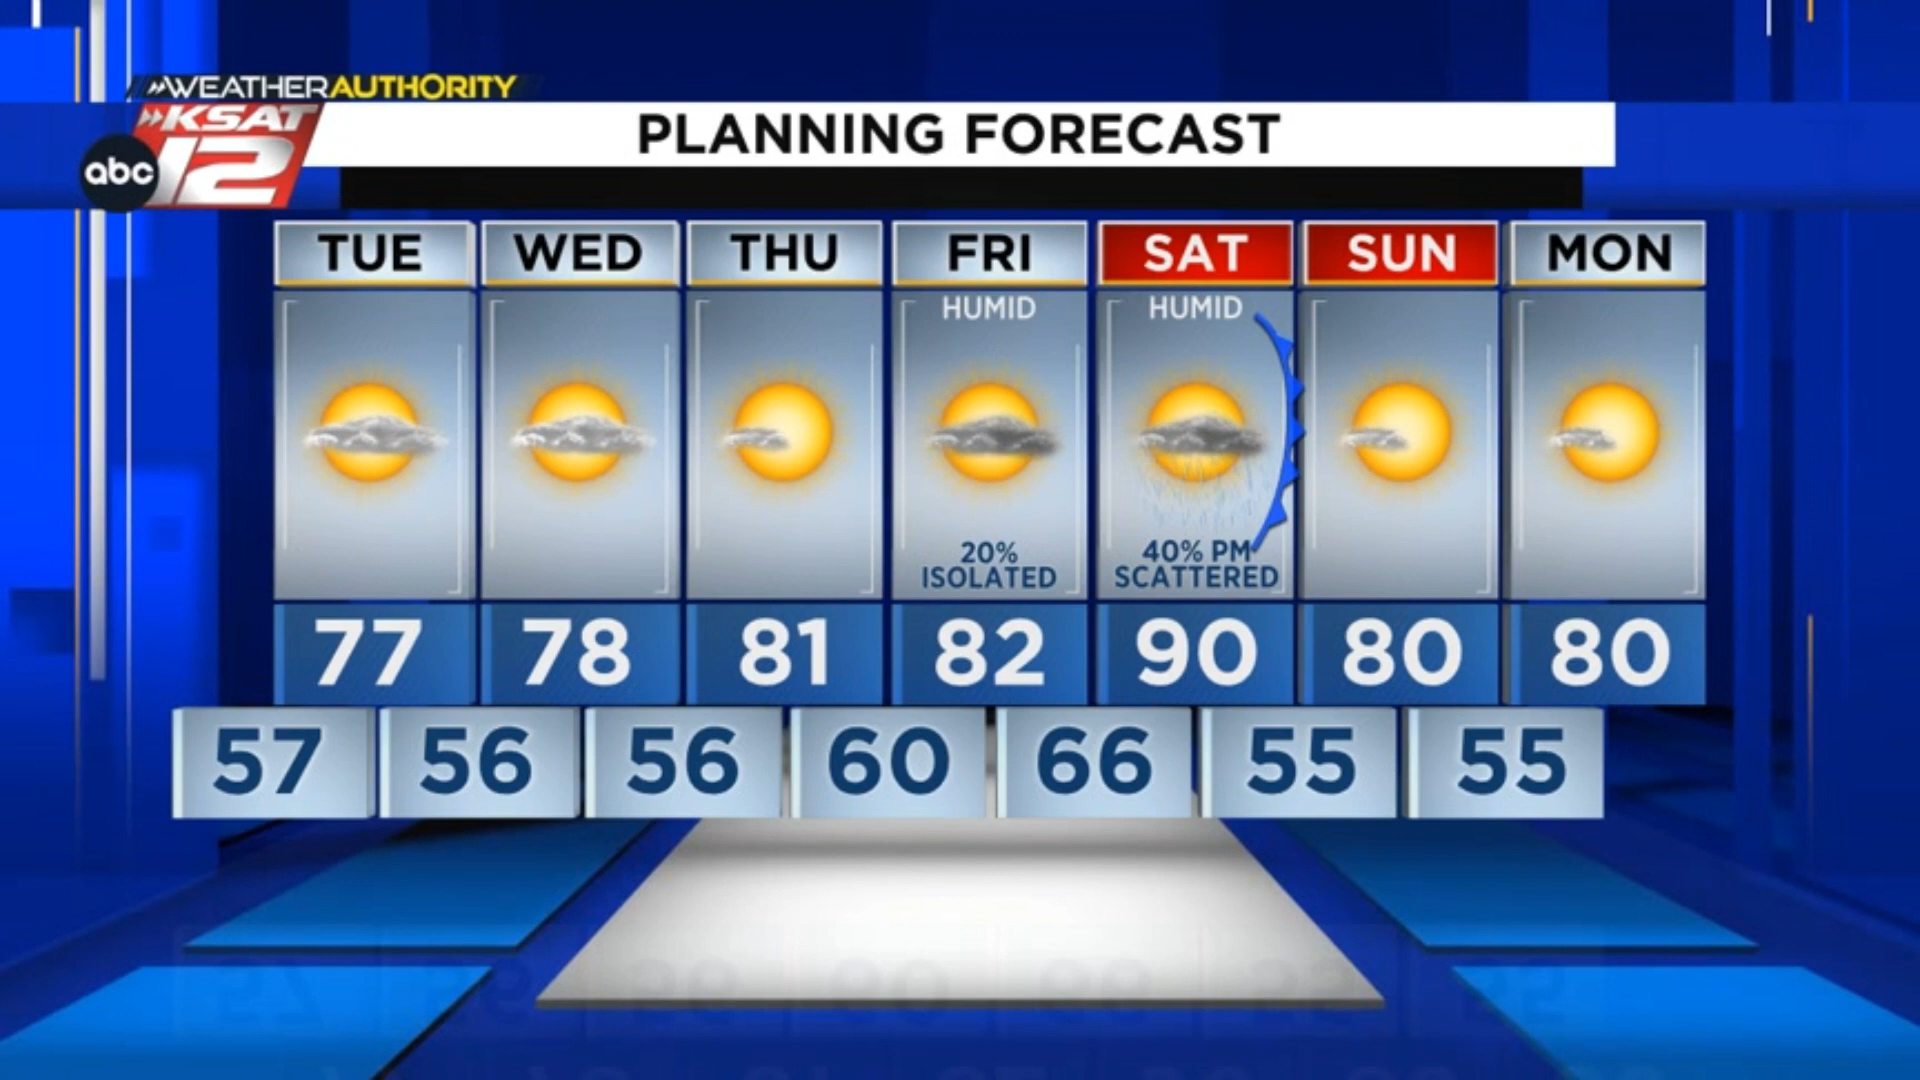 WEATHERAUTHORITY
KSAT
abc 12
PLANNING FORECAST
TUE WED THU FRI SAT SUN MON
HUMID HUMID
20% 40% PM
ISOLATED SCATTERED
77 78 81 82 90 80 80
57 56 56 60 66 55 55